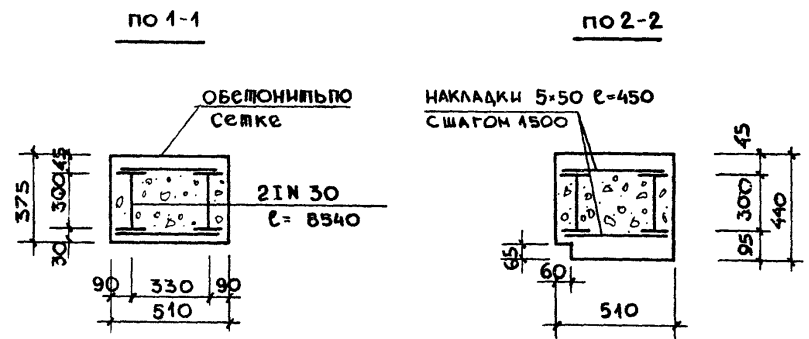 по 1-1
по 2-2
обетонить по
сетке
2IN 30
ℓ= 8540
375
45
300
30
90
330
90
510
НАКЛАДКИ 5×50 ℓ=450
С ШАГОМ 1500
45
300
95
440
65
60
510